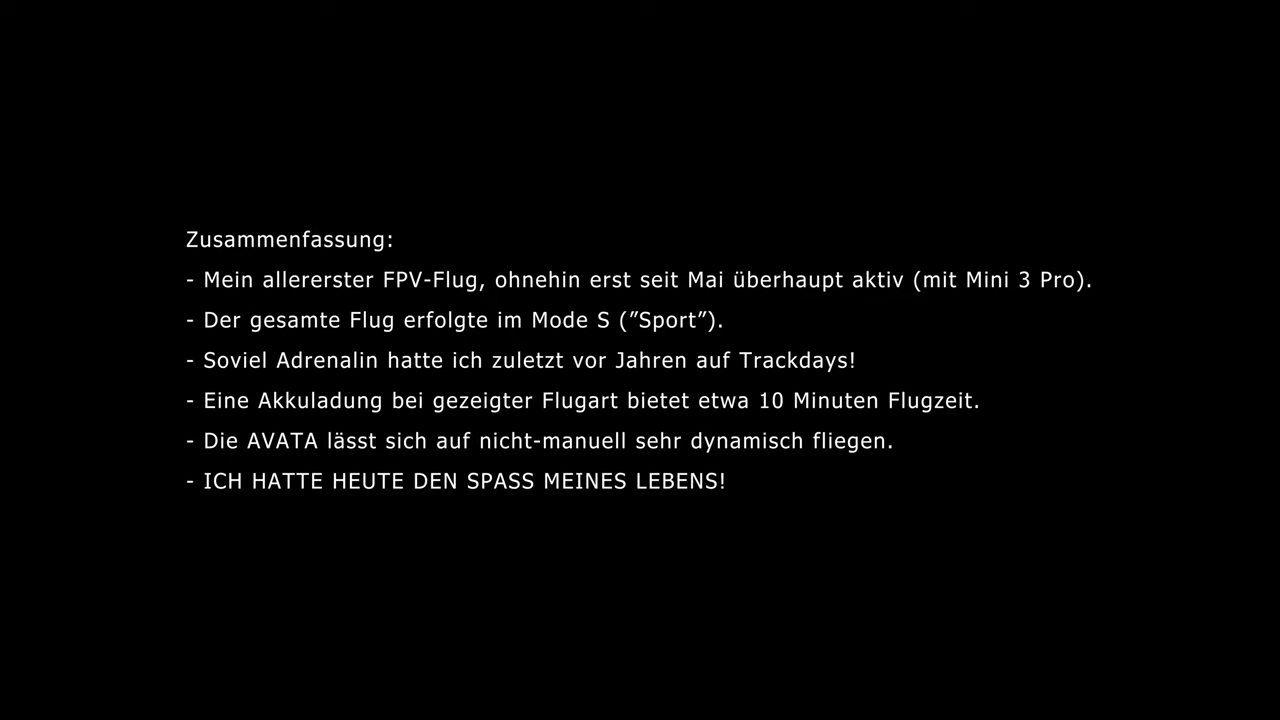 Zusammenfassung:
- Mein allererster FPV-Flug, ohnehin erst seit Mai überhaupt aktiv (mit Mini 3 Pro).
- Der gesamte Flug erfolgte im Mode S (”Sport”).
- Soviel Adrenalin hatte ich zuletzt vor Jahren auf Trackdays!
- Eine Akkuladung bei gezeigter Flugart bietet etwa 10 Minuten Flugzeit.
- Die AVATA lässt sich auf nicht-manuell sehr dynamisch fliegen.
- ICH HATTE HEUTE DEN SPASS MEINES LEBENS!